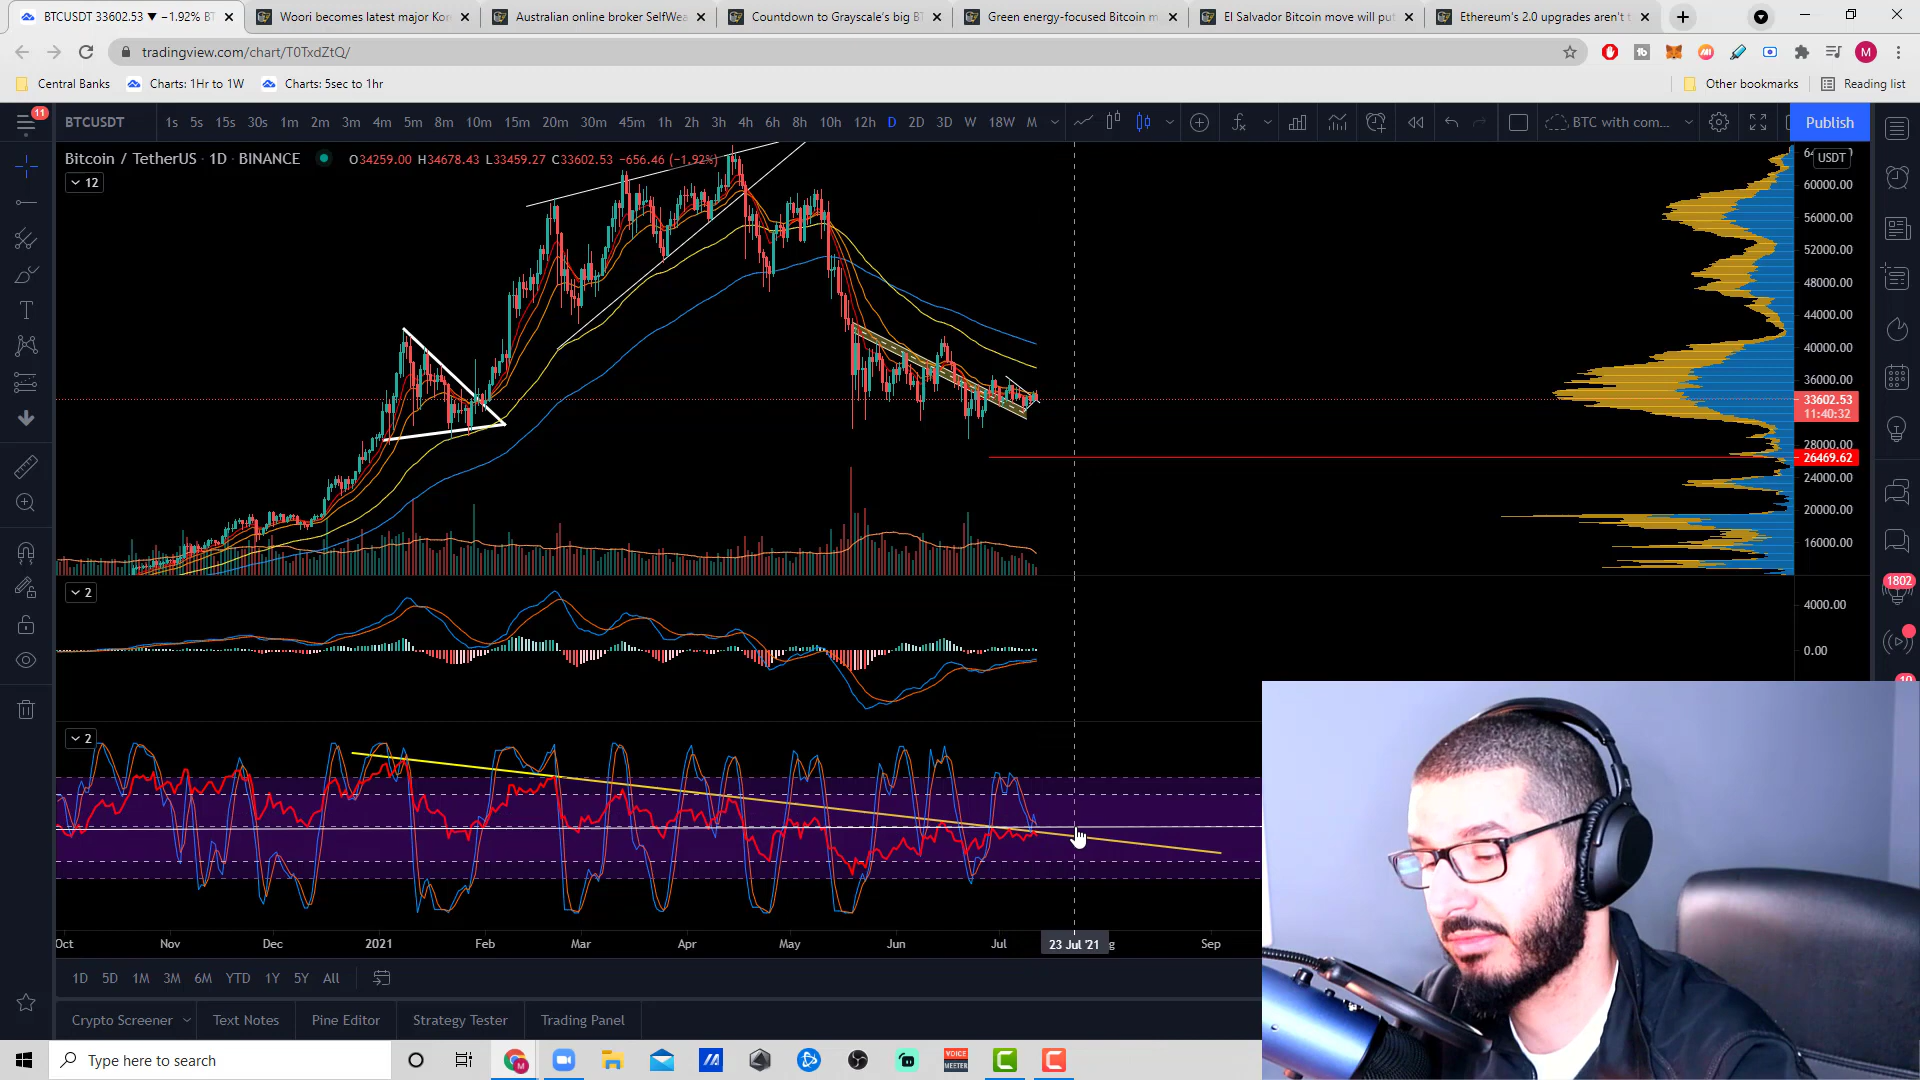 BTCUSDT 33602.53 ▼ −1.92% BT
Woori becomes latest major Kor
Australian online broker SelfWea
Countdown to Grayscale's big BT
Green energy-focused Bitcoin m
El Salvador Bitcoin move will put
Ethereum's 2.0 upgrades aren't t
tradingview.com/chart/T0TxdZtQ/
M
Central Banks
Charts: 1Hr to 1W
Charts: 5sec to 1hr
Other bookmarks
Reading list
11
BTCUSDT
1s 5s 15s 30s 1m 2m 3m 4m 5m 8m 10m 15m 20m 30m 45m 1h 2h 3h 4h 6h 8h 10h 12h D 2D 3D W 18W M
BTC with com...
Publish
Bitcoin / TetherUS · 1D · BINANCE
O34259.00 H34678.43 L33459.27 C33602.53 −656.46 (−1.92%)
12
USDT
60000.00
56000.00
52000.00
48000.00
44000.00
40000.00
36000.00
33602.53
11:40:32
28000.00
26469.62
24000.00
20000.00
16000.00
2
4000.00
1802
0.00
10
2
Oct Nov Dec 2021 Feb Mar Apr May Jun Jul 23 Jul '21 Sep
1D 5D 1M 3M 6M YTD 1Y 5Y All
Crypto Screener
Text Notes
Pine Editor
Strategy Tester
Trading Panel
Type here to search
VOICE
MEETER